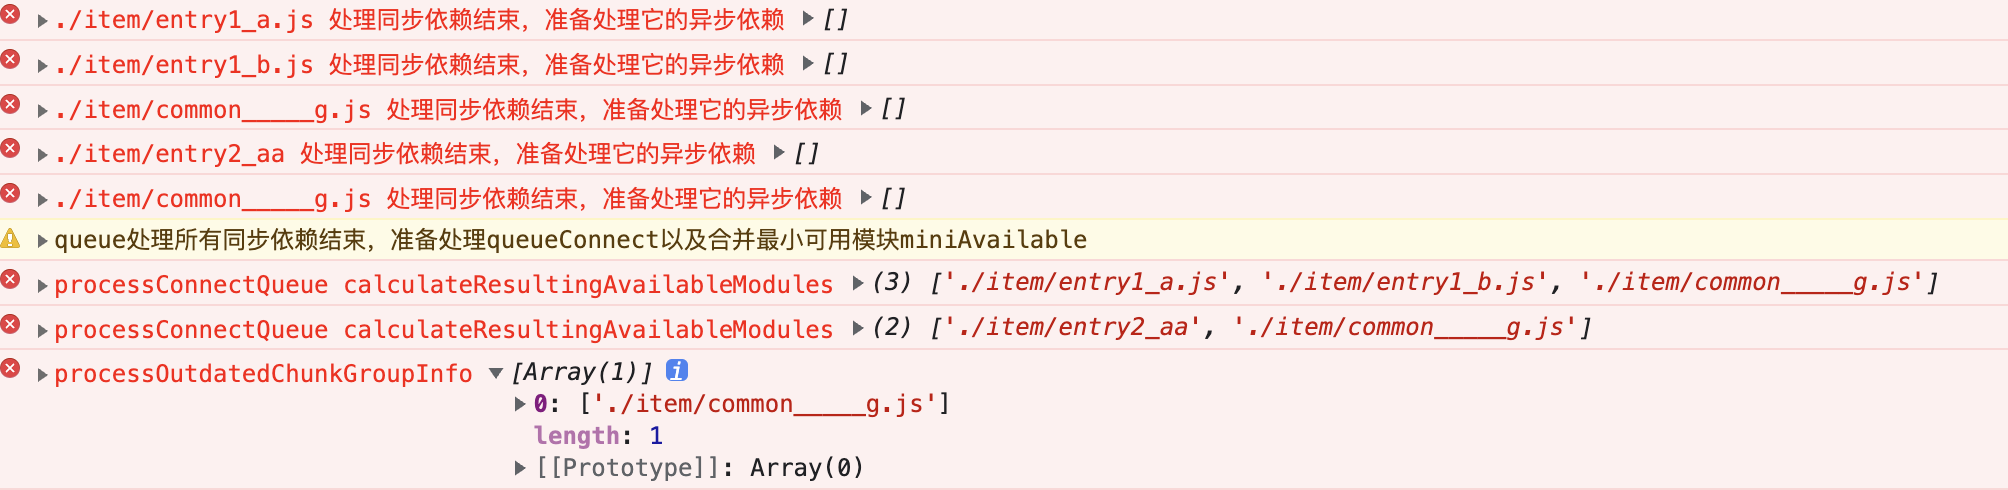 ./item/entry1_a.js 处理同步依赖结束，准备处理它的异步依赖 []
./item/entry1_b.js 处理同步依赖结束，准备处理它的异步依赖 []
./item/common_____g.js 处理同步依赖结束，准备处理它的异步依赖 []
./item/entry2_aa 处理同步依赖结束，准备处理它的异步依赖 []
./item/common_____g.js 处理同步依赖结束，准备处理它的异步依赖 []
queue处理所有同步依赖结束，准备处理queueConnect以及合并最小可用模块miniAvailable
processConnectQueue calculateResultingAvailableModules (3) ['./item/entry1_a.js', './item/entry1_b.js', './item/common_____g.js']
processConnectQueue calculateResultingAvailableModules (2) ['./item/entry2_aa', './item/common_____g.js']
processOutdatedChunkGroupInfo [Array(1)] i
0: ['./item/common_____g.js']
length: 1
[[Prototype]]: Array(0)